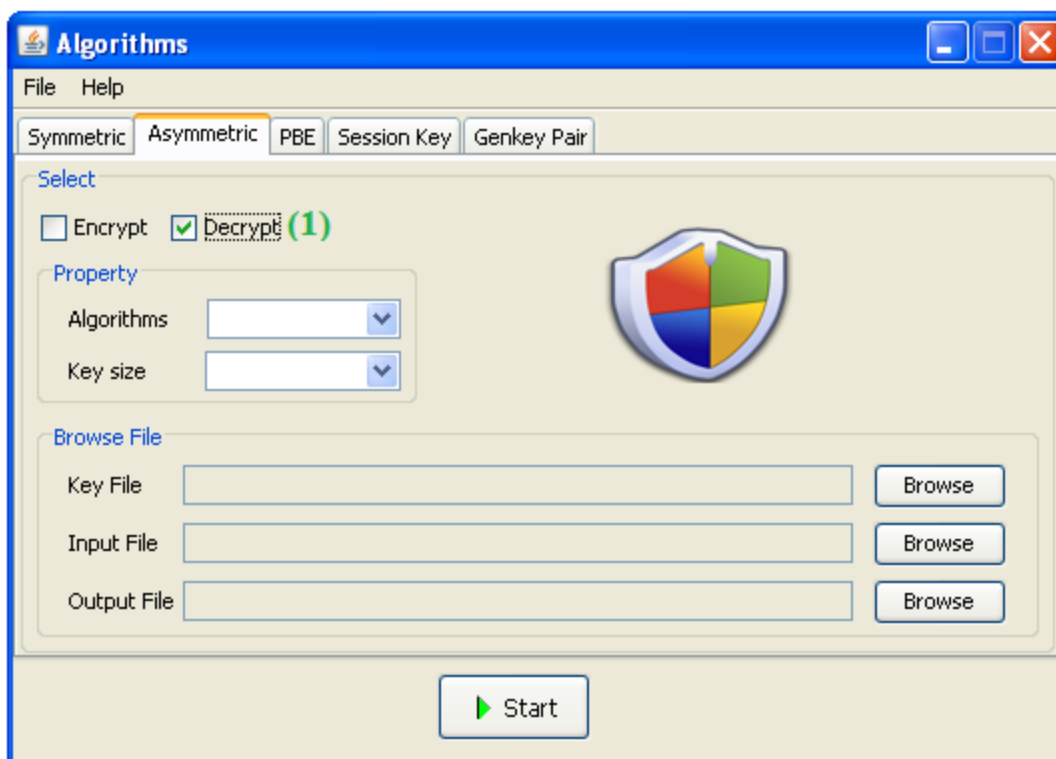 Algorithms
File Help
Symmetric Asymmetric PBE Session Key Genkey Pair
Select
Encrypt Decrypt (1)
Property
Algorithms
Key size
Browse File
Key File Browse
Input File Browse
Output File Browse
Start